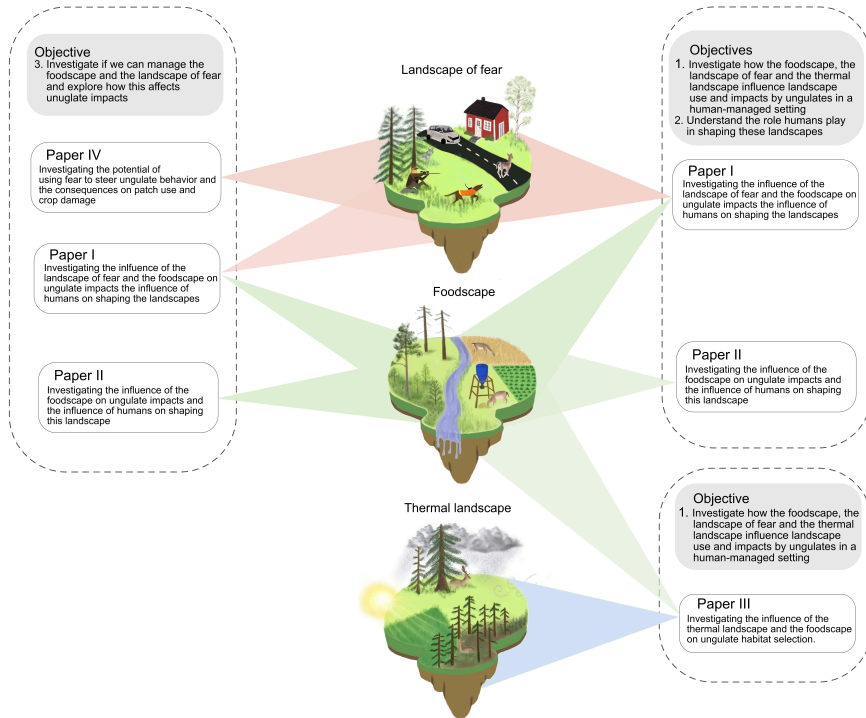 Objective
3. Investigate if we can manage the
foodscape and the landscape of fear
and explore how this affects
unuglate impacts
Paper IV
Investigating the potential of
using fear to steer ungulate behavior and
the consequences on patch use and
crop damage
Paper I
Investigating the inlfuence of the
landscape of fear and the foodscape on
ungulate impacts the influence of
humans on shaping the landscapes
Paper II
Investigating the influence of the
foodscape on ungulate impacts and
the influence of humans on shaping
this landscape
Landscape of fear
Foodscape
Thermal landscape
Objectives
1. Investigate how the foodscape, the
landscape of fear and the thermal
landscape influence landscape
use and impacts by ungulates in a
human-managed setting
2. Understand the role humans play
in shaping these landscapes
Paper I
Investigating the influence of the
landscape of fear and the foodscape on
ungulate impacts the influence of
humans on shaping the landscapes
Paper II
Investigating the influence of the
foodscape on ungulate impacts and
the influence of humans on shaping
this landscape
Objective
1. Investigate how the foodscape, the
landscape of fear and the thermal
landscape influence landscape
use and impacts by ungulates in a
human-managed setting
Paper III
Investigating the influence of the
thermal landscape and the foodscape
on ungulate habitat selection.